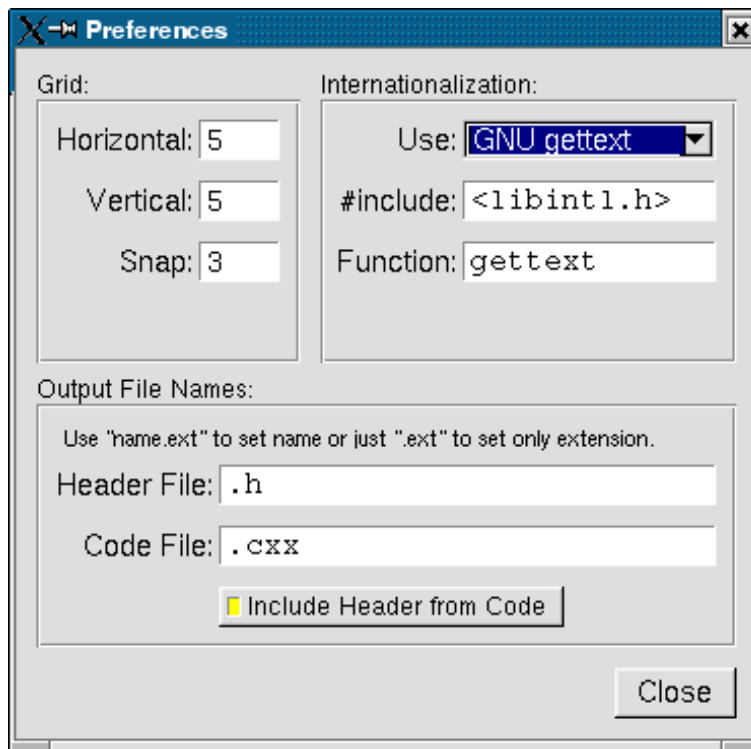 Preferences
Grid:
Horizontal: 5
Vertical: 5
Snap: 3
Internationalization:
Use: GNU gettext
#include: <libintl.h>
Function: gettext
Output File Names:
Use "name.ext" to set name or just ".ext" to set only extension.
Header File: .h
Code File: .cxx
Include Header from Code
Close